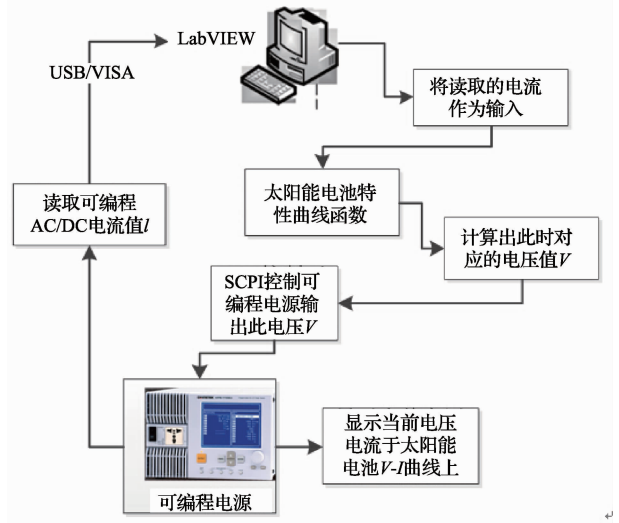 LabVIEW
USB/VISA
将读取的电流
作为输入
太阳能电池特
性曲线函数
读取可编程
AC/DC电流值I
计算出此时对
应的电压值V
SCPI控制可
编程电源输
出此电压V
显示当前电压
电流于太阳能
电池V-I曲线上
可编程电源